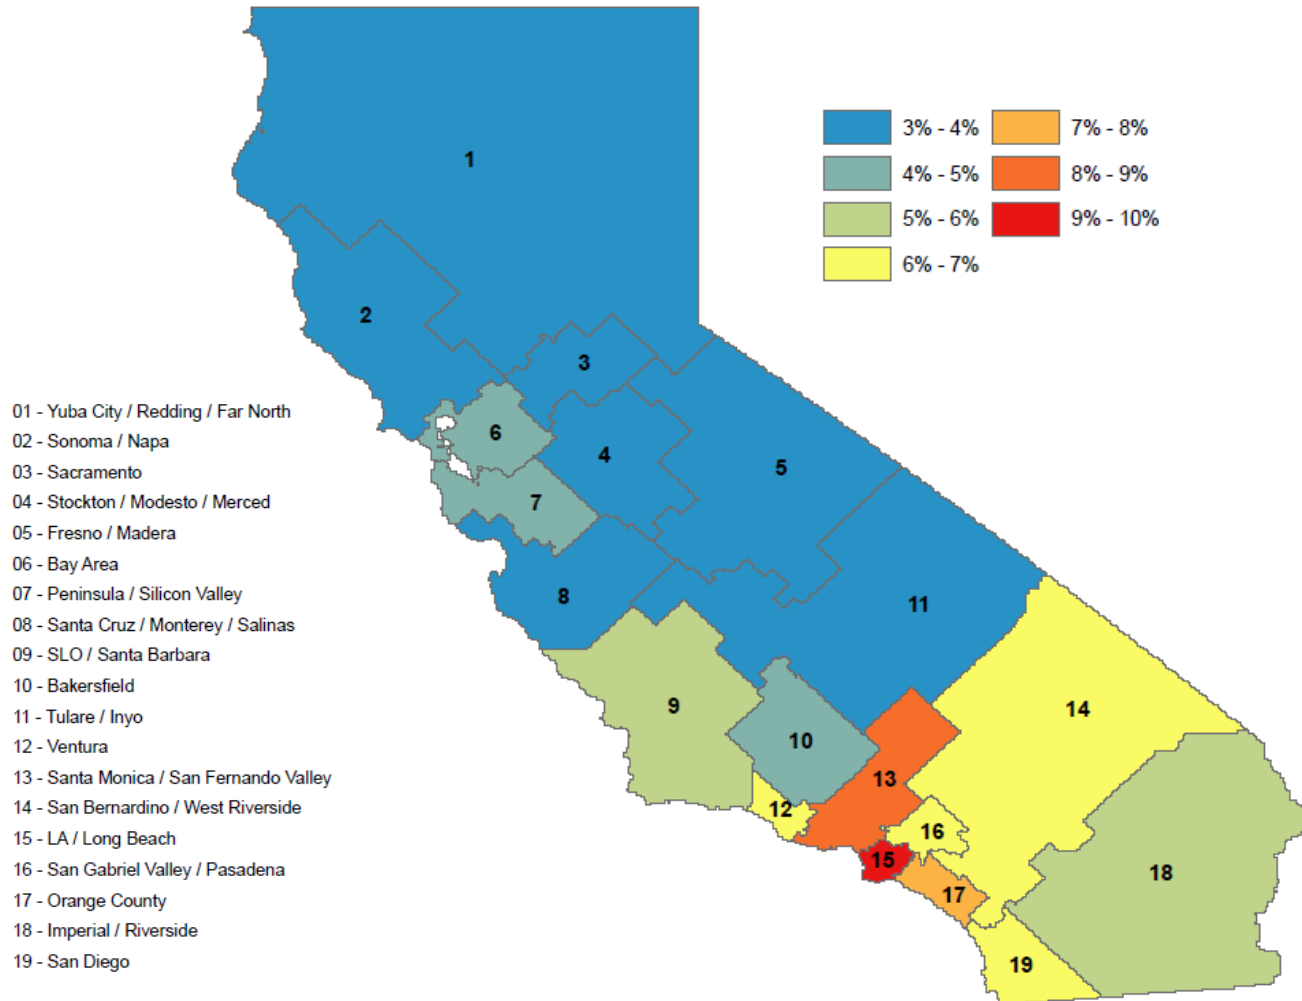 3% - 4%
7% - 8%
4% - 5%
8% - 9%
5% - 6%
9% - 10%
6% - 7%
1
2
3
4
5
6
7
8
9
10
11
12
13
14
15
16
17
18
19
01 - Yuba City / Redding / Far North
02 - Sonoma / Napa
03 - Sacramento
04 - Stockton / Modesto / Merced
05 - Fresno / Madera
06 - Bay Area
07 - Peninsula / Silicon Valley
08 - Santa Cruz / Monterey / Salinas
09 - SLO / Santa Barbara
10 - Bakersfield
11 - Tulare / Inyo
12 - Ventura
13 - Santa Monica / San Fernando Valley
14 - San Bernardino / West Riverside
15 - LA / Long Beach
16 - San Gabriel Valley / Pasadena
17 - Orange County
18 - Imperial / Riverside
19 - San Diego